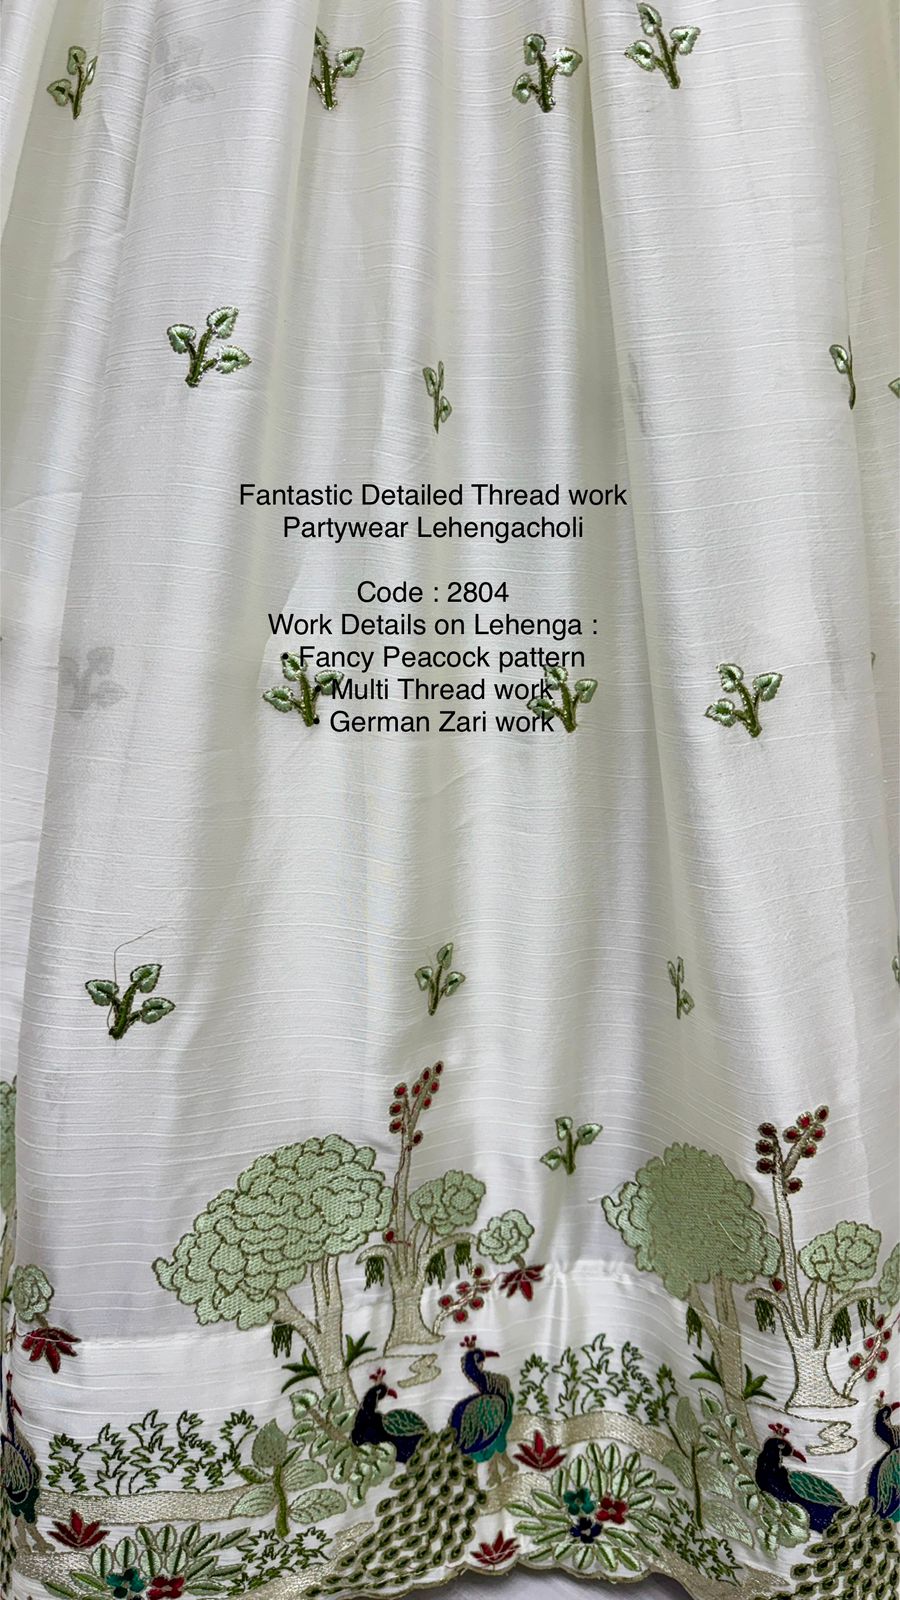 Fantastic Detailed Thread work
Partywear Lehengacholi
Code : 2804
Work Details on Lehenga :
• Fancy Peacock pattern
• Multi Thread work
• German Zari work